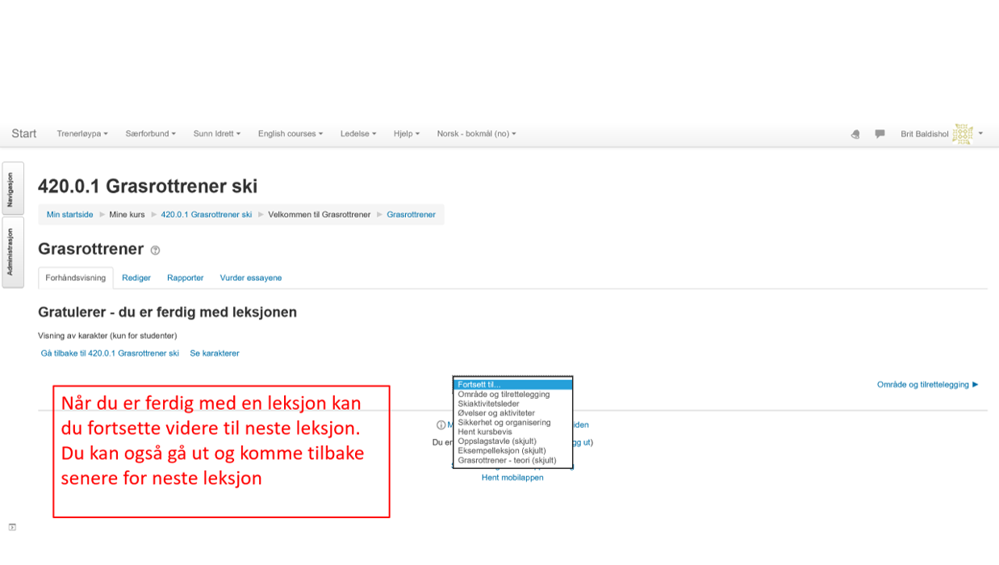 Start Trenerløypa Særforbund Sunn Idrett English courses Ledelse Hjelp Norsk - bokmål (no) Brit Baldishol
Navigasjon
Administrasjon
420.0.1 Grasrottrener ski
Min startside Mine kurs 420.0.1 Grasrottrener ski Velkommen til Grasrottrener Grasrottrener
Grasrottrener
Forhåndsvisning Rediger Rapporter Vurder essayene
Gratulerer - du er ferdig med leksjonen
Visning av karakter (kun for studenter)
Gå tilbake til 420.0.1 Grasrottrener ski Se karakterer
Når du er ferdig med en leksjon kan
du fortsette videre til neste leksjon.
Du kan også gå ut og komme tilbake
senere for neste leksjon
Fortsett til...
Område og tilrettelegging
Skiaktivitetsleder
Øvelser og aktiviteter
Sikkerhet og organisering
Hent kursbevis
Oppslagstavle (skjult)
Eksempelleksjon (skjult)
Grasrottrener - teori (skjult)
Område og tilrettelegging ►
M iden
Du er gg ut)
Hent mobilappen